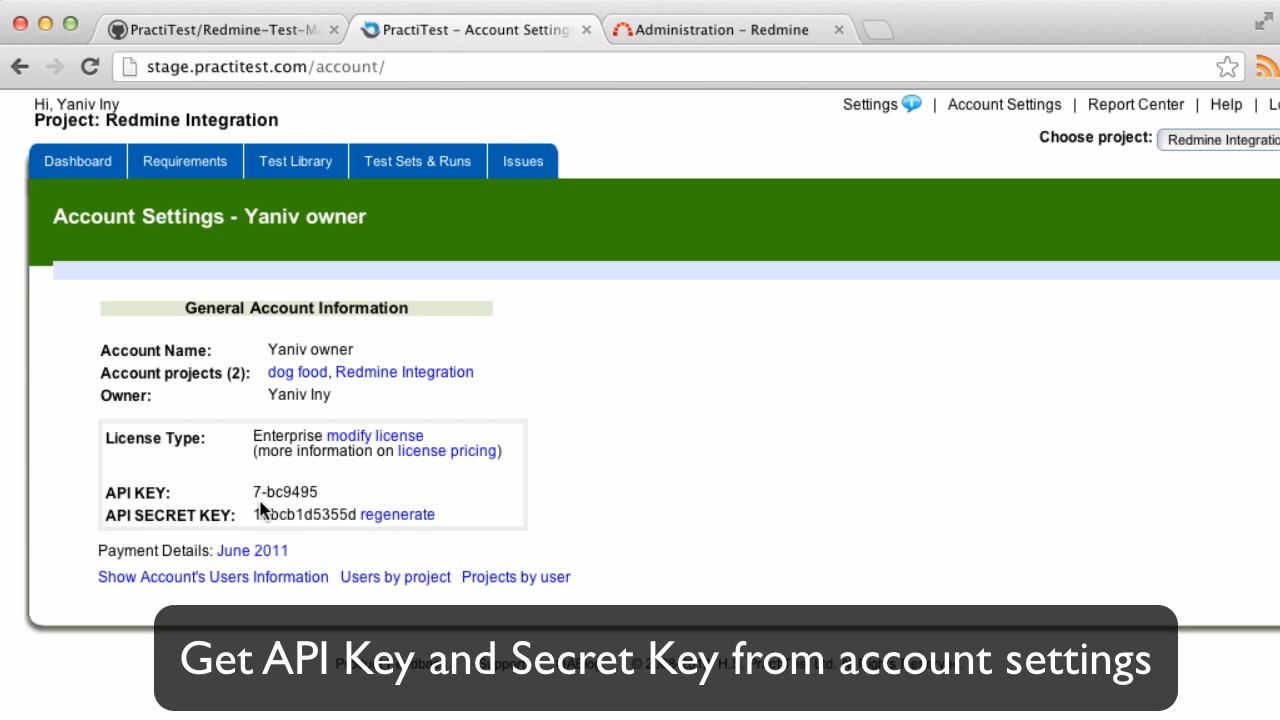 PractiTest/Redmine-Test-Ma
PractiTest - Account Setting
Administration - Redmine
stage.practitest.com/account/
Hi, Yaniv Iny
Project: Redmine Integration
Settings | Account Settings | Report Center | Help |
Choose project: Redmine Integratio
Dashboard Requirements Test Library Test Sets & Runs Issues
Account Settings - Yaniv owner
General Account Information
Account Name: Yaniv owner
Account projects (2): dog food, Redmine Integration
Owner: Yaniv Iny
License Type: Enterprise modify license
(more information on license pricing)
API KEY: 7-bc9495
API SECRET KEY: regenerate
Payment Details: June 2011
Show Account's Users Information Users by project Projects by user
Get API Key and Secret Key from account settings